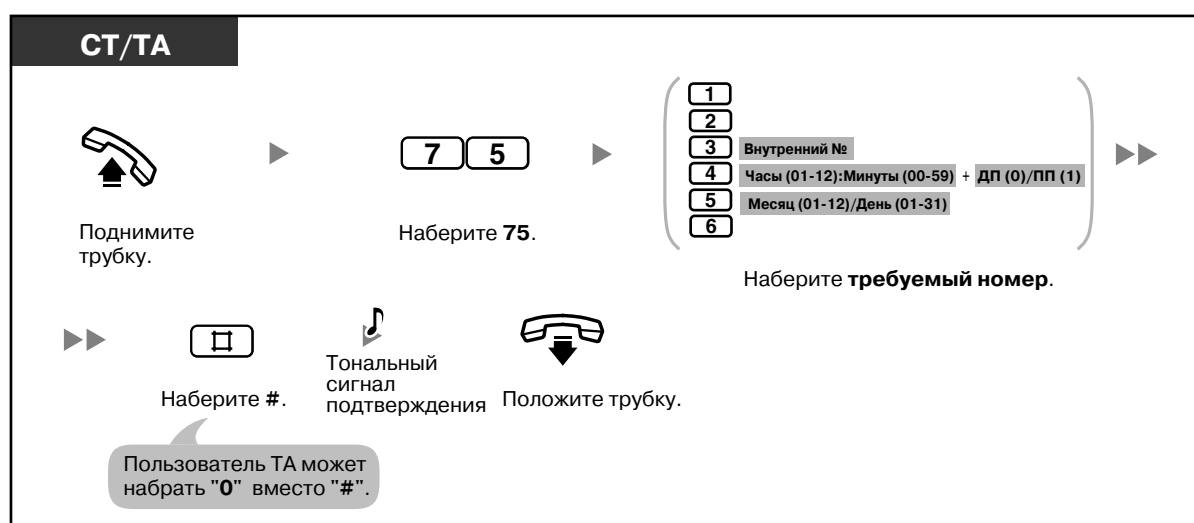 СТ/ТА
1
2
3 Внутренний №
4 Часы (01-12):Минуты (00-59) + ДП (0)/ПП (1)
5 Месяц (01-12)/День (01-31)
6
7 5
Поднимите
трубку.
Наберите 75.
Наберите требуемый номер.
Наберите #.
Тональный
сигнал
подтверждения
Положите трубку.
Пользователь ТА может
набрать "0" вместо "#".